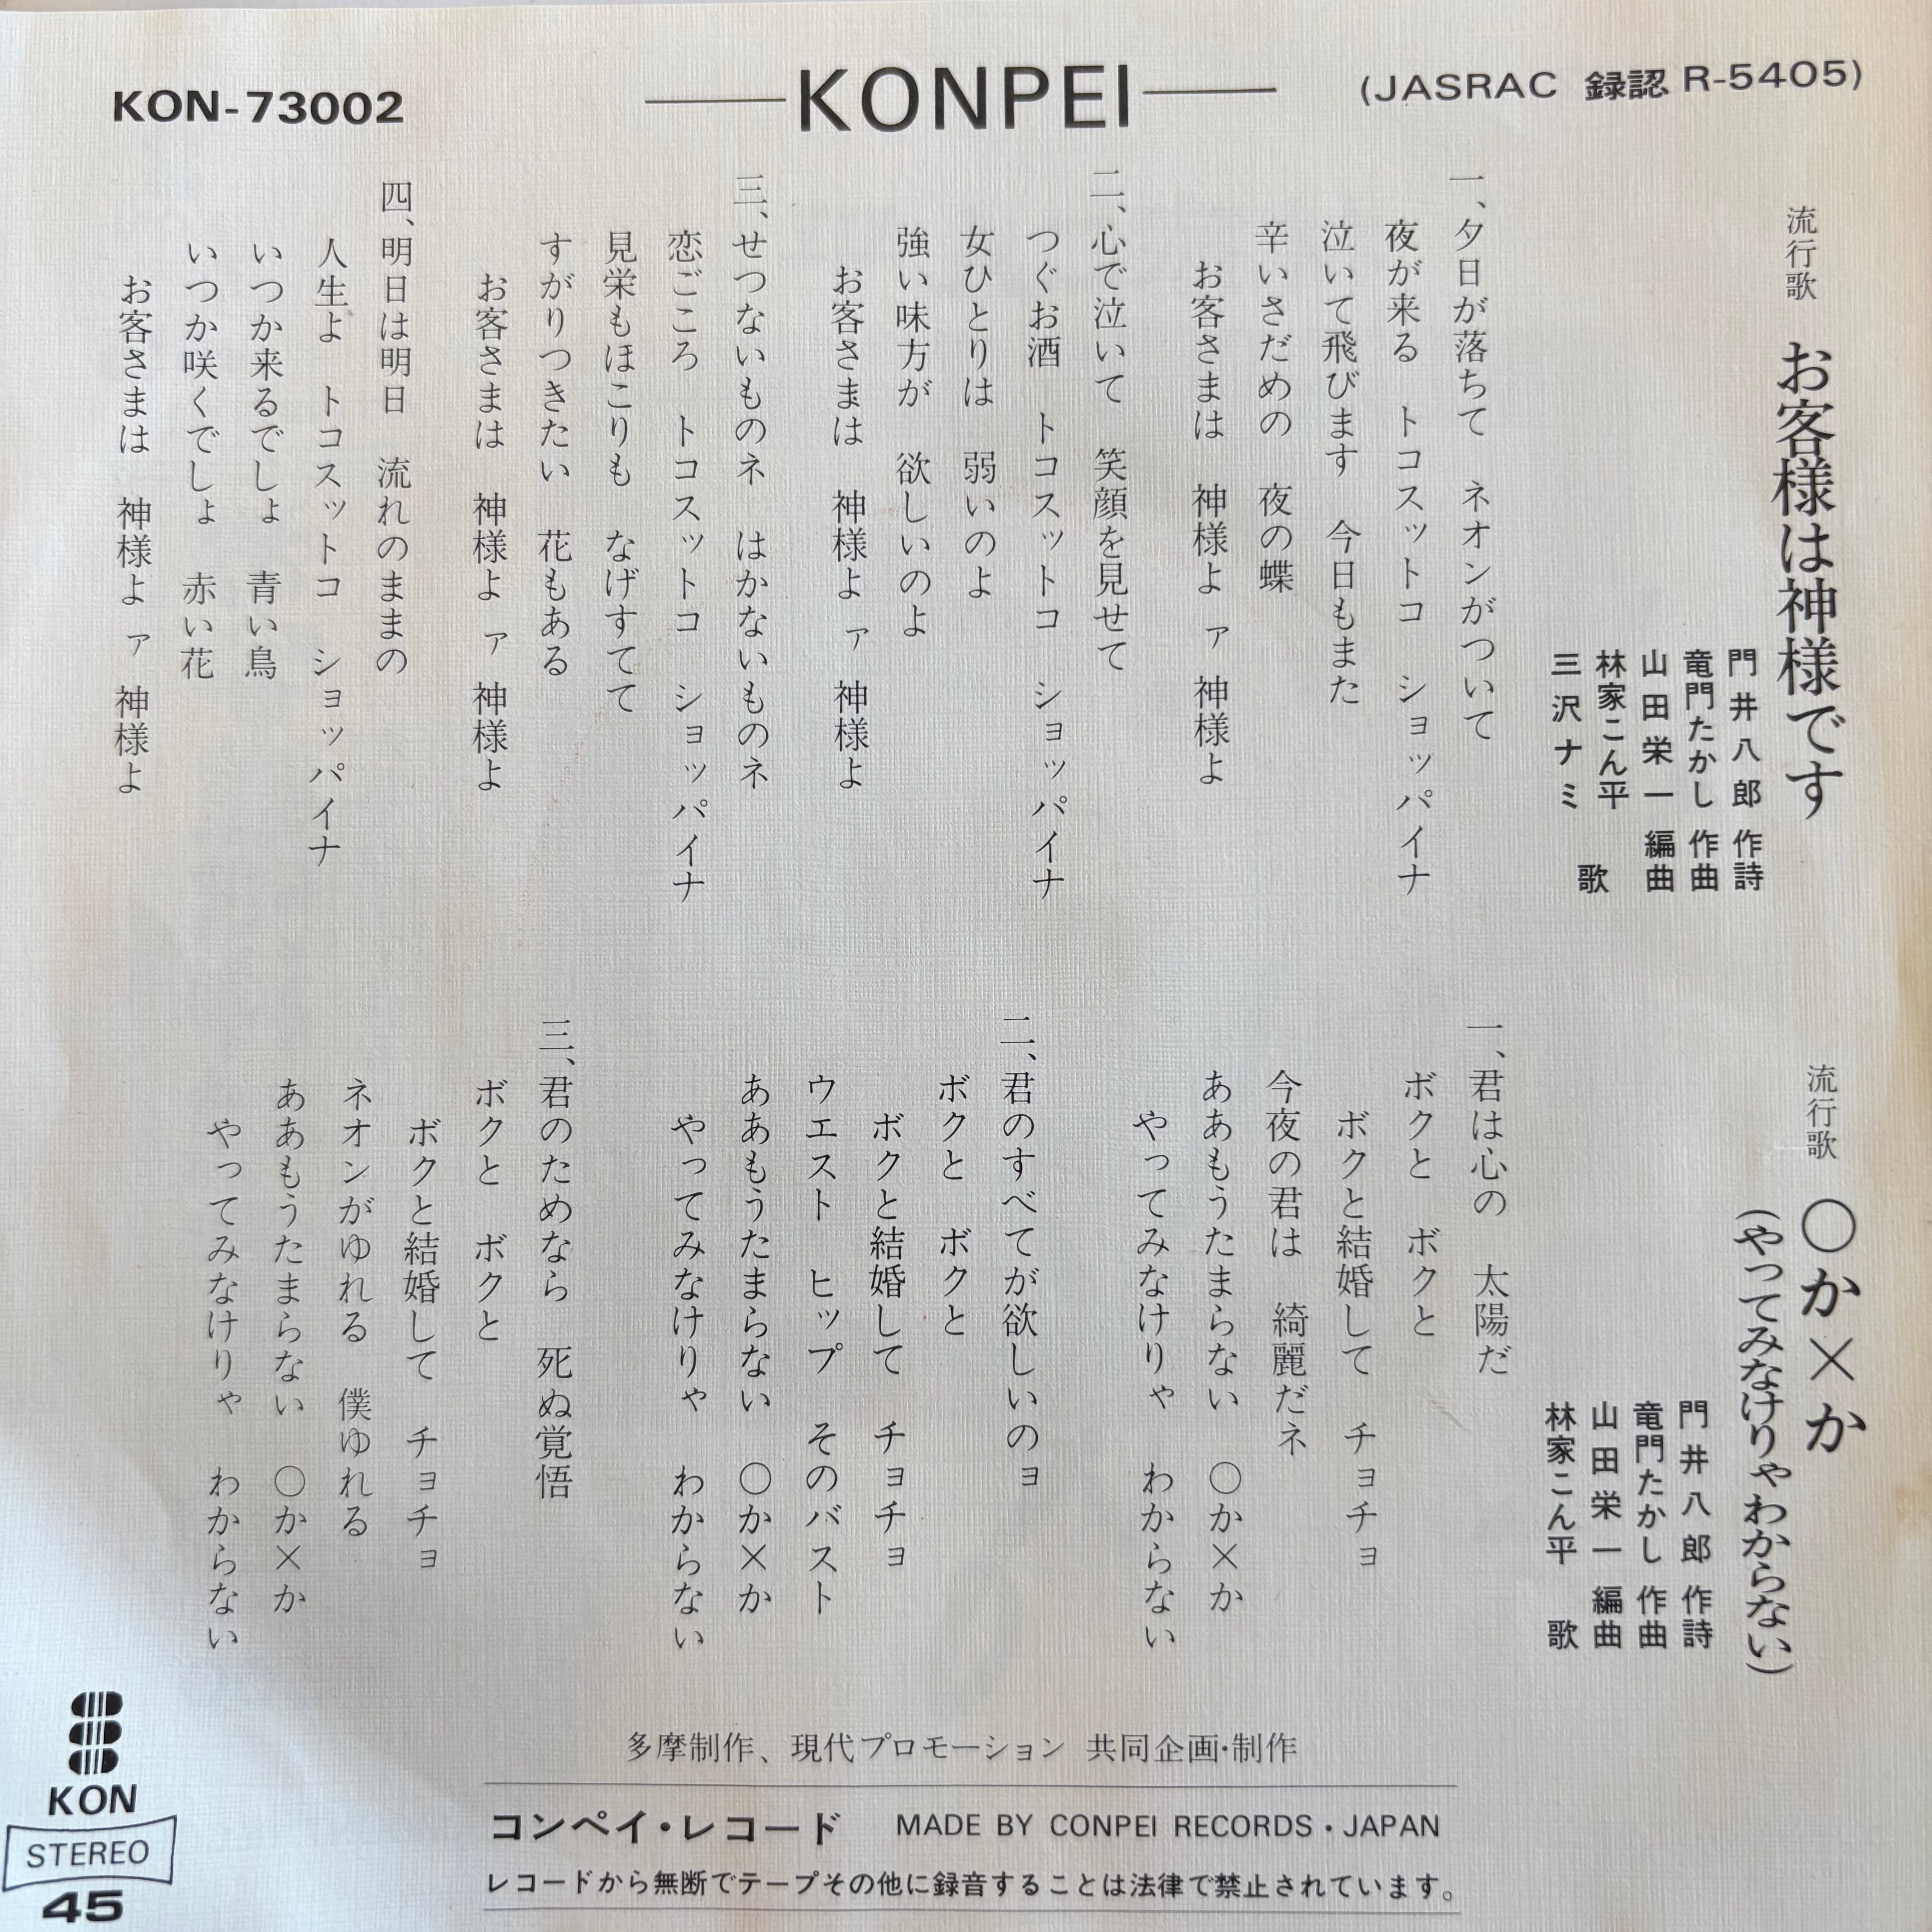 KON-73002
KONPEI
(JASRAC 録認 R-5405)
流行歌 お客様は神様です
門井八郎 作詩
竜門たかし 作曲
山田栄一 編曲
林家こん平
三沢ナミ
歌
一、夕日が落ちて ネオンがついて
夜が来る トコスットコ ショッパイナ
泣いて飛びます 今日もまた
辛いさだめの 夜の蝶
お客さまは 神様よ ァ 神様よ
二、心で泣いて 笑顔を見せて
つぐお酒 トコスットコ ショッパイナ
女ひとりは 弱いのよ
強い味方が 欲しいのよ
お客さまは 神様よ ァ 神様よ
三、せつないものネ はかないものネ
恋ごころ トコスットコ ショッパイナ
見栄もほこりも なげすてて
すがりつきたい 花もある
お客さまは 神様よ ァ 神様よ
四、明日は明日 流れのままの
人生よ トコスットコ ショッパイナ
いつか来るでしょ 青い鳥
いつか咲くでしょ 赤い花
お客さまは 神様よ ァ 神様よ
流行歌 ○か×か
(やってみなけりゃわからない)
門井八郎 作詩
竜門たかし 作曲
山田栄一 編曲
林家こん平 歌
一、君は心の 太陽だ
ボクと ボクと
ボクと結婚して チョチョ
今夜の君は 綺麗だネ
ああもうたまらない ○か×か
やってみなけりゃ わからない
二、君のすべてが欲しいのョ
ボクと ボクと
ボクと結婚して チョチョ
ウエスト ヒップ そのバスト
ああもうたまらない ○か×か
やってみなけりゃ わからない
三、君のためなら 死ぬ覚悟
ボクと ボクと
ボクと結婚して チョチョ
ネオンがゆれる 僕ゆれる
ああもうたまらない ○か×か
やってみなけりゃ わからない
多摩制作、現代プロモーション 共同企画・制作
コンペイ・レコード MADE BY CONPEI RECORDS・JAPAN
レコードから無断でテープその他に録音することは法律で禁止されています。
KON
STEREO
45